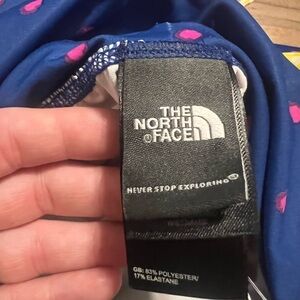 THE
NORTH
FACE
NEVER STOP EXPLORING
GB: 83% POLYESTER/
17% ELASTANE